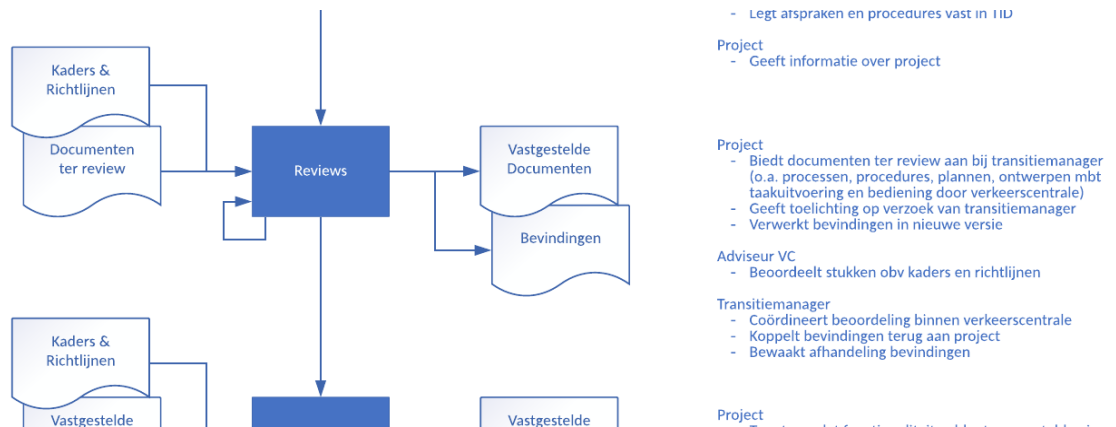 - Legt afspraken en procedures vast in TID
Project
- Geeft informatie over project
Kaders &
Richtlijnen
Documenten
ter review
Reviews
Vastgestelde
Documenten
Bevindingen
Project
- Biedt documenten ter review aan bij transitiemanager
(o.a. processen, procedures, plannen, ontwerpen mbt
taakuitvoering en bediening door verkeerscentrale)
- Geeft toelichting op verzoek van transitiemanager
- Verwerkt bevindingen in nieuwe versie
Adviseur VC
- Beoordeelt stukken obv kaders en richtlijnen
Transitiemanager
- Coördineert beoordeling binnen verkeerscentrale
- Koppelt bevindingen terug aan project
- Bewaakt afhandeling bevindingen
Kaders &
Richtlijnen
Vastgestelde
Vastgestelde
Project